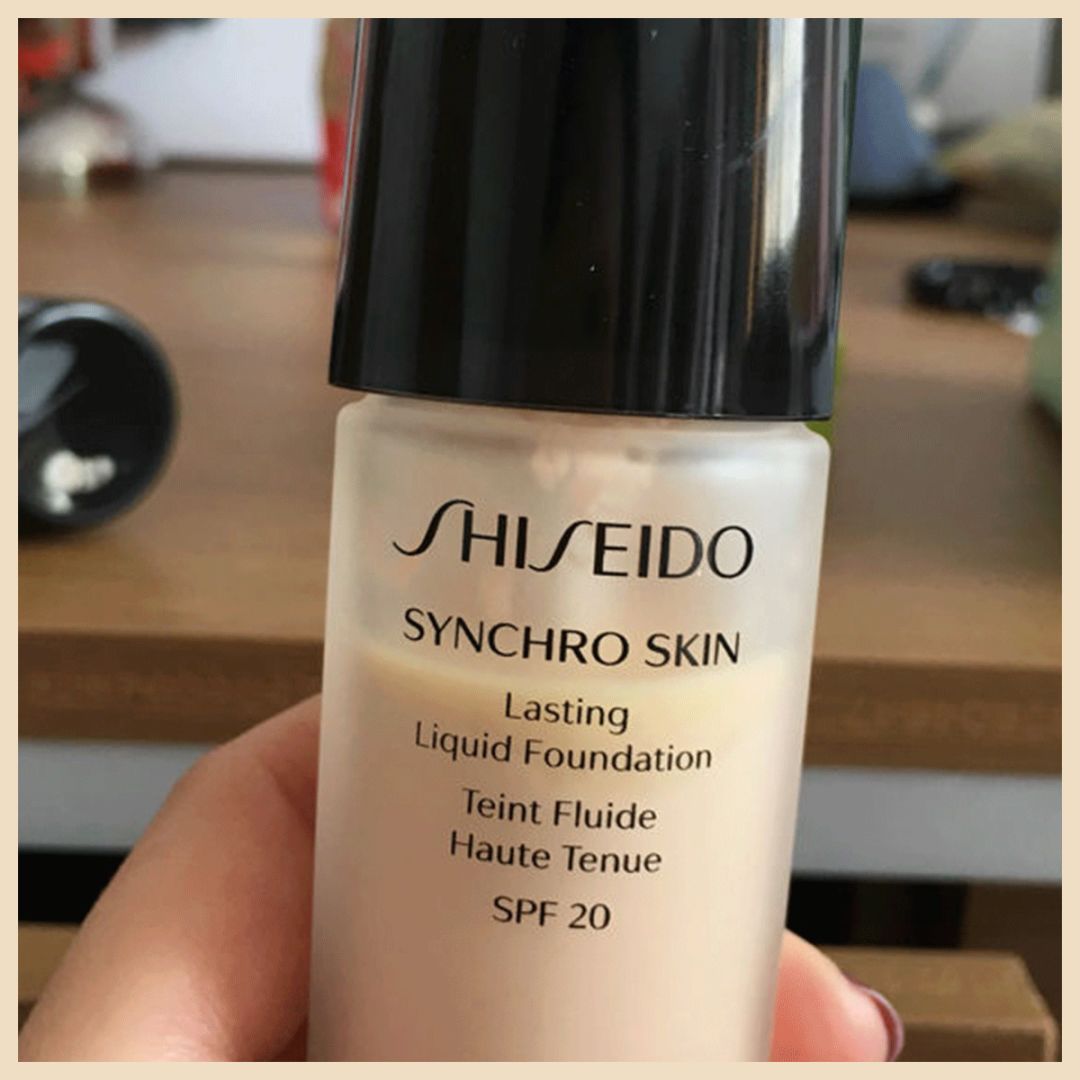 SHISEIDO
SYNCHRO SKIN
Lasting
Liquid Foundation
Teint Fluide
Haute Tenue
SPF 20